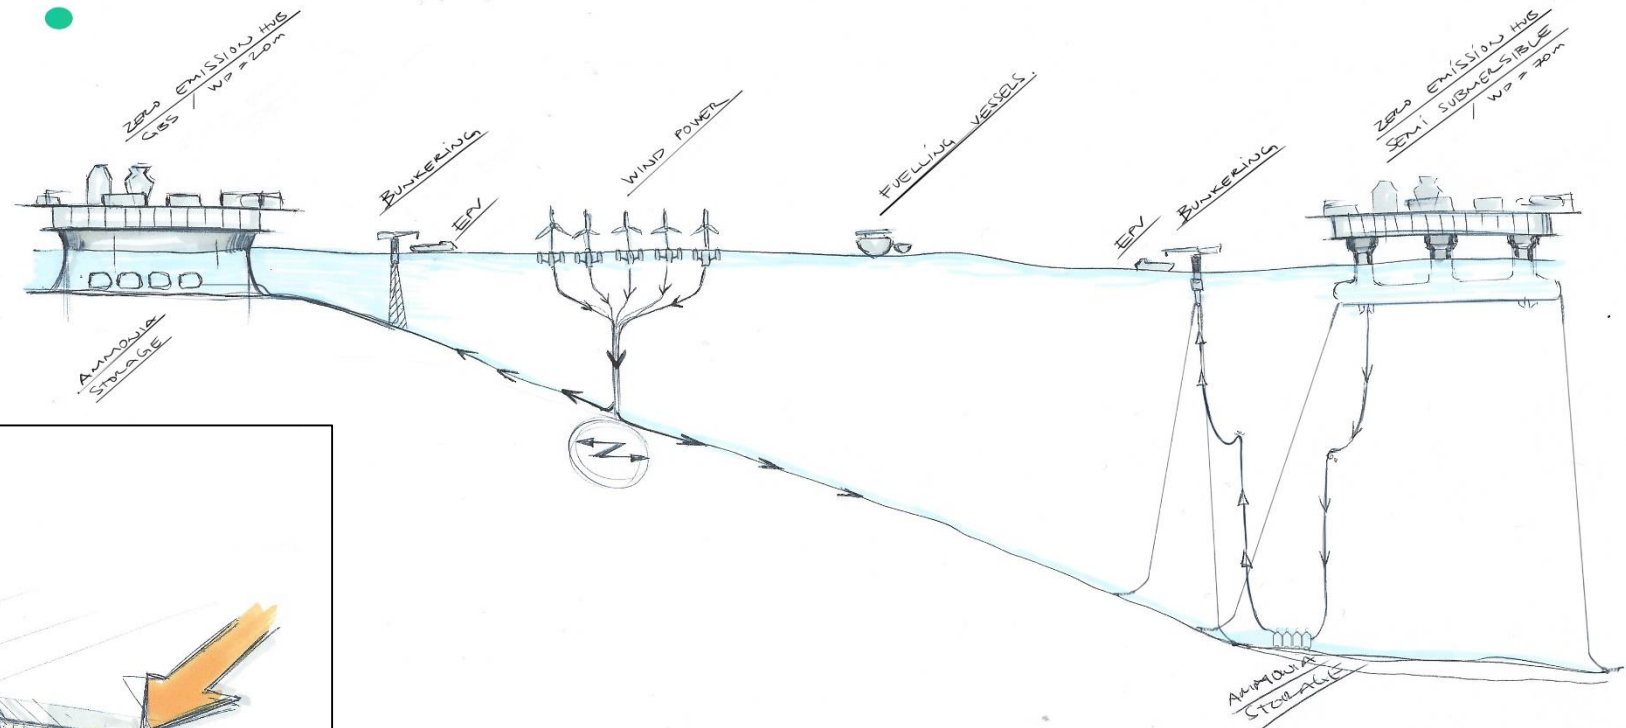 ZERO EMISSION HUB
GBS / WD = 20m
BUNKERING
EPV
WIND POWER
FUELLING VESSELS.
EPV
BUNKERING
ZERO EMISSION HUB
SEMI SUBMERSIBLE
/ WD = 70m
AMMONIA
STORAGE
AMMONIA
STORAGE